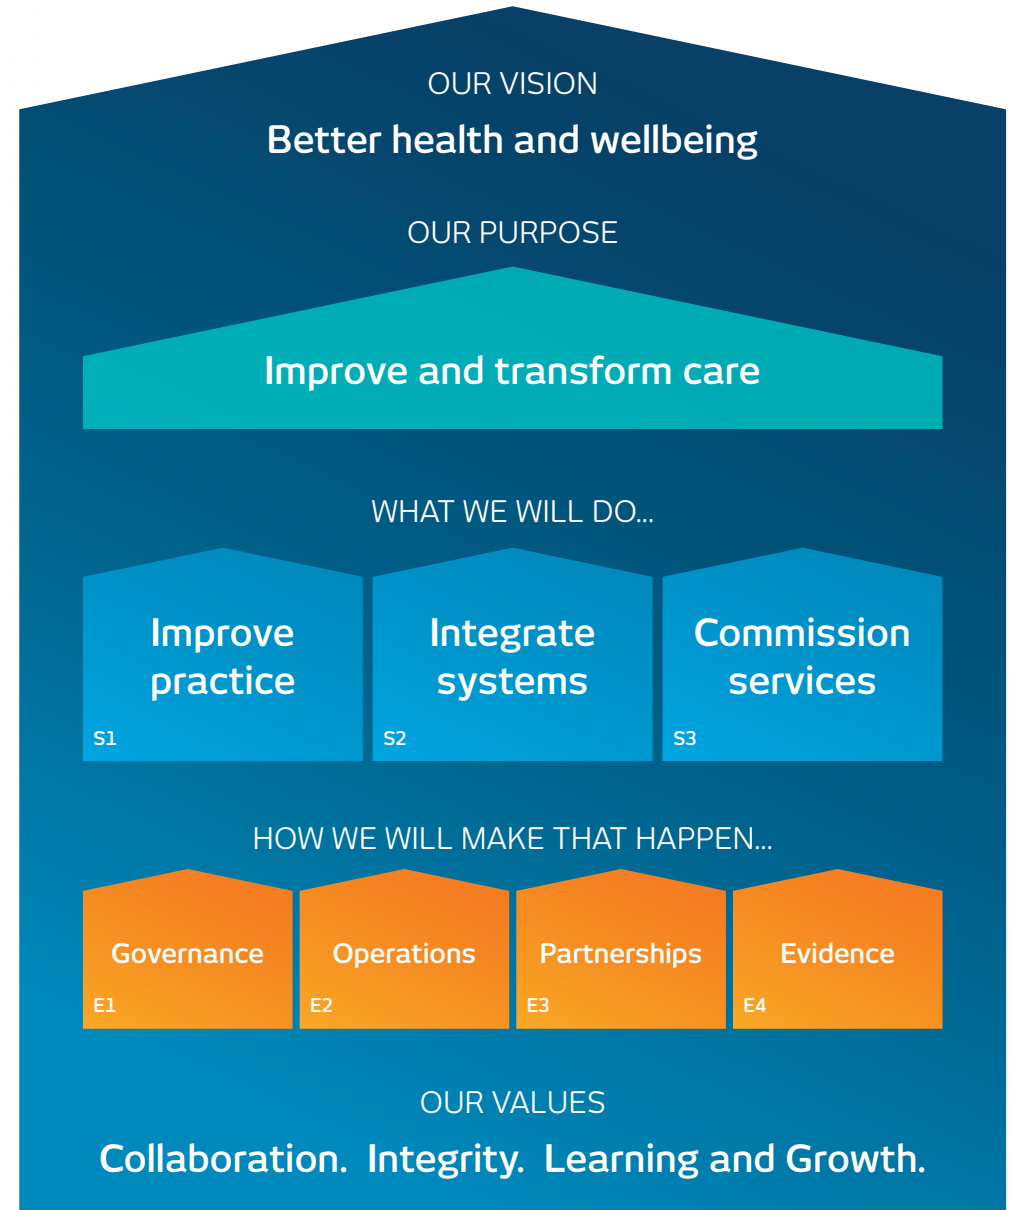 OUR VISION
Better health and wellbeing
OUR PURPOSE
Improve and transform care
WHAT WE WILL DO...
Improve
practice
S1
Integrate
systems
S2
Commission
services
S3
HOW WE WILL MAKE THAT HAPPEN...
Governance
E1
Operations
E2
Partnerships
E3
Evidence
E4
OUR VALUES
Collaboration. Integrity. Learning and Growth.